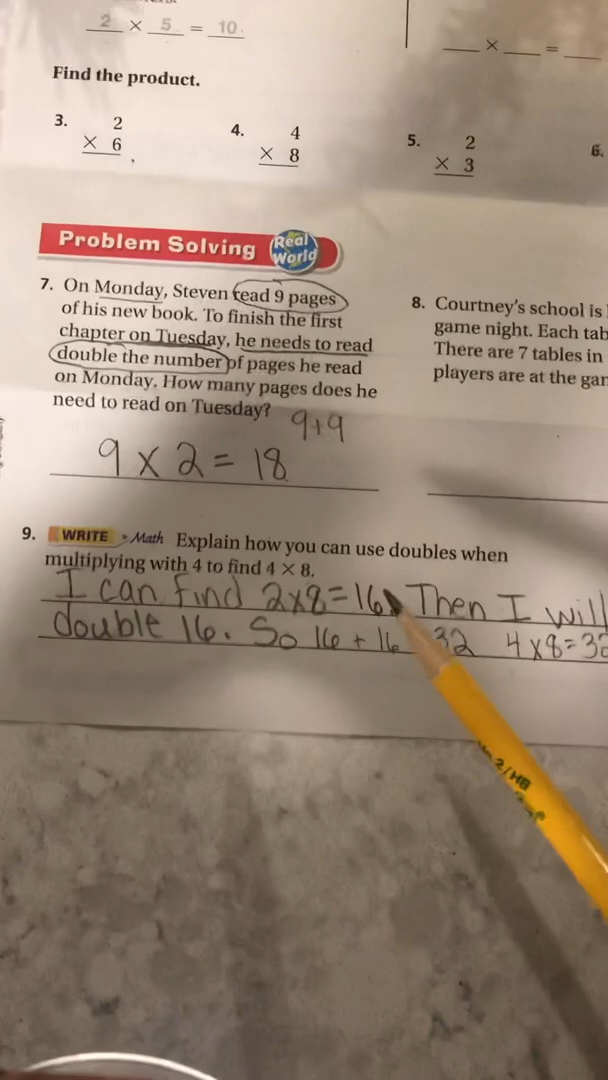 2 × 5 = 10.
× =
Find the product.
3. 2
× 6
4. 4
× 8
5. 2
× 3
6.
Problem Solving Real World
7. On Monday, Steven read 9 pages
of his new book. To finish the first
chapter on Tuesday, he needs to read
double the number of pages he read
on Monday. How many pages does he
need to read on Tuesday?
9+9
9 × 2 = 18
8. Courtney's school is
game night. Each
There are 7 tables in
players are at the
9. WRITE Math Explain how you can use doubles when
multiplying with 4 to find 4 × 8.
I can find 2x8=16. Then I will
double 16. So 16 + 16 32 4x8=32
No 2/HB